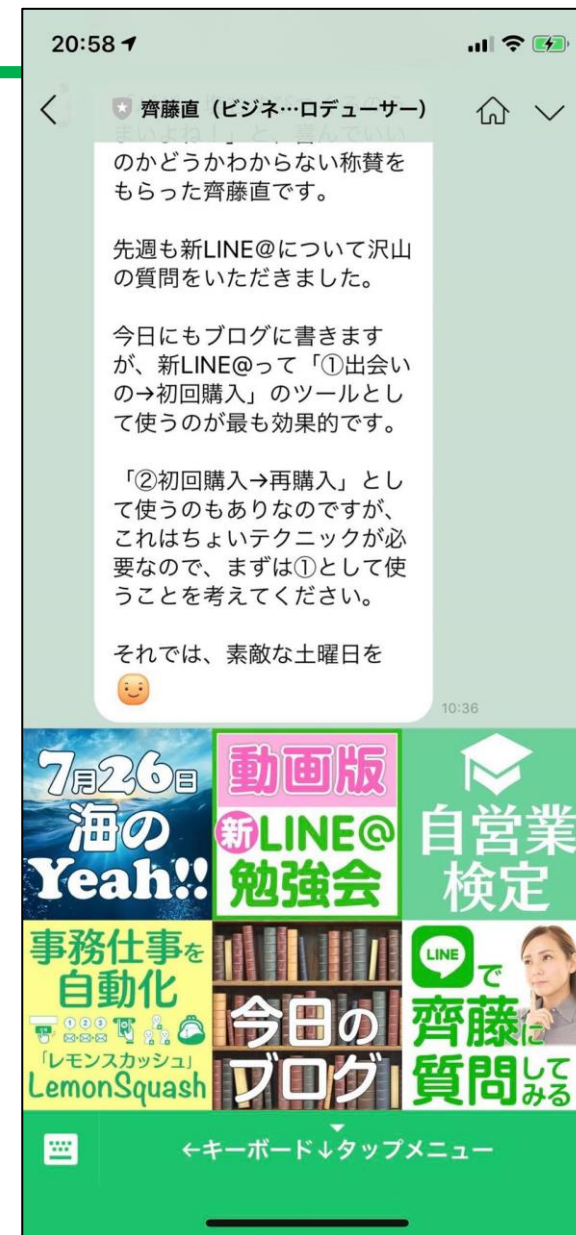 20:58
齊藤直（ビジネ…ロデューサー）
まいよね！」と、喜んでいい
のかどうかわからない称賛を
もらった齊藤直です。
先週も新LINE@について沢山
の質問をいただきました。
今日にもブログに書きます
が、新LINE@って「①出会い
の→初回購入」のツールとし
て使うのが最も効果的です。
「②初回購入→再購入」とし
て使うのもありなのですが、
これはちょいテクニックが必
要なので、まずは①として使
うことを考えてください。
それでは、素敵な土曜日を
10:36
7月26日
海の
Yeah!!
動画版
新LINE@
勉強会
自営業
検定
事務仕事を
自動化
① ② ③
「レモンスカッシュ」
LemonSquash
今日の
ブログ
LINE
で
齊藤に
質問して
みる
←キーボード↓タップメニュー